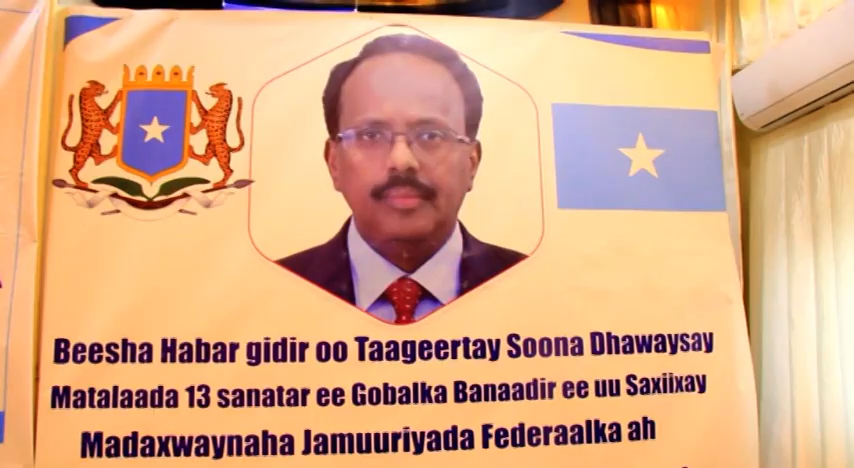 Beesha Habar gidir oo Taageertay Soona Dhawaysay
Matalaada 13 sanatar ee Gobalka Banaadir ee uu Saxiixay
Madaxwaynaha Jamuuriyada Federaalka ah